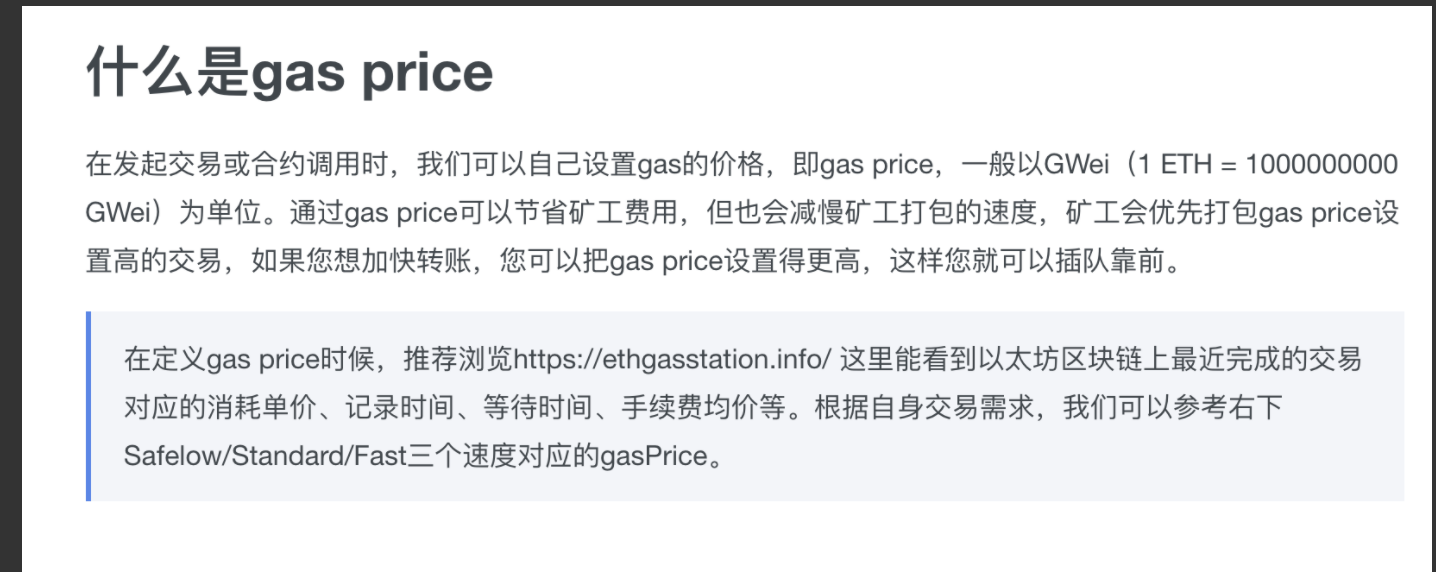 什么是gas price
在发起交易或合约调用时，我们可以自己设置gas的价格，即gas price，一般以GWei（1 ETH = 1000000000
GWei）为单位。通过gas price可以节省矿工费用，但也会减慢矿工打包的速度，矿工会优先打包gas price设
置高的交易，如果您想加快转账，您可以把gas price设置得更高，这样您就可以插队靠前。
在定义gas price时候，推荐浏览https://ethgasstation.info/ 这里能看到以太坊区块链上最近完成的交易
对应的消耗单价、记录时间、等待时间、手续费均价等。根据自身交易需求，我们可以参考右下
Safelow/Standard/Fast三个速度对应的gasPrice。